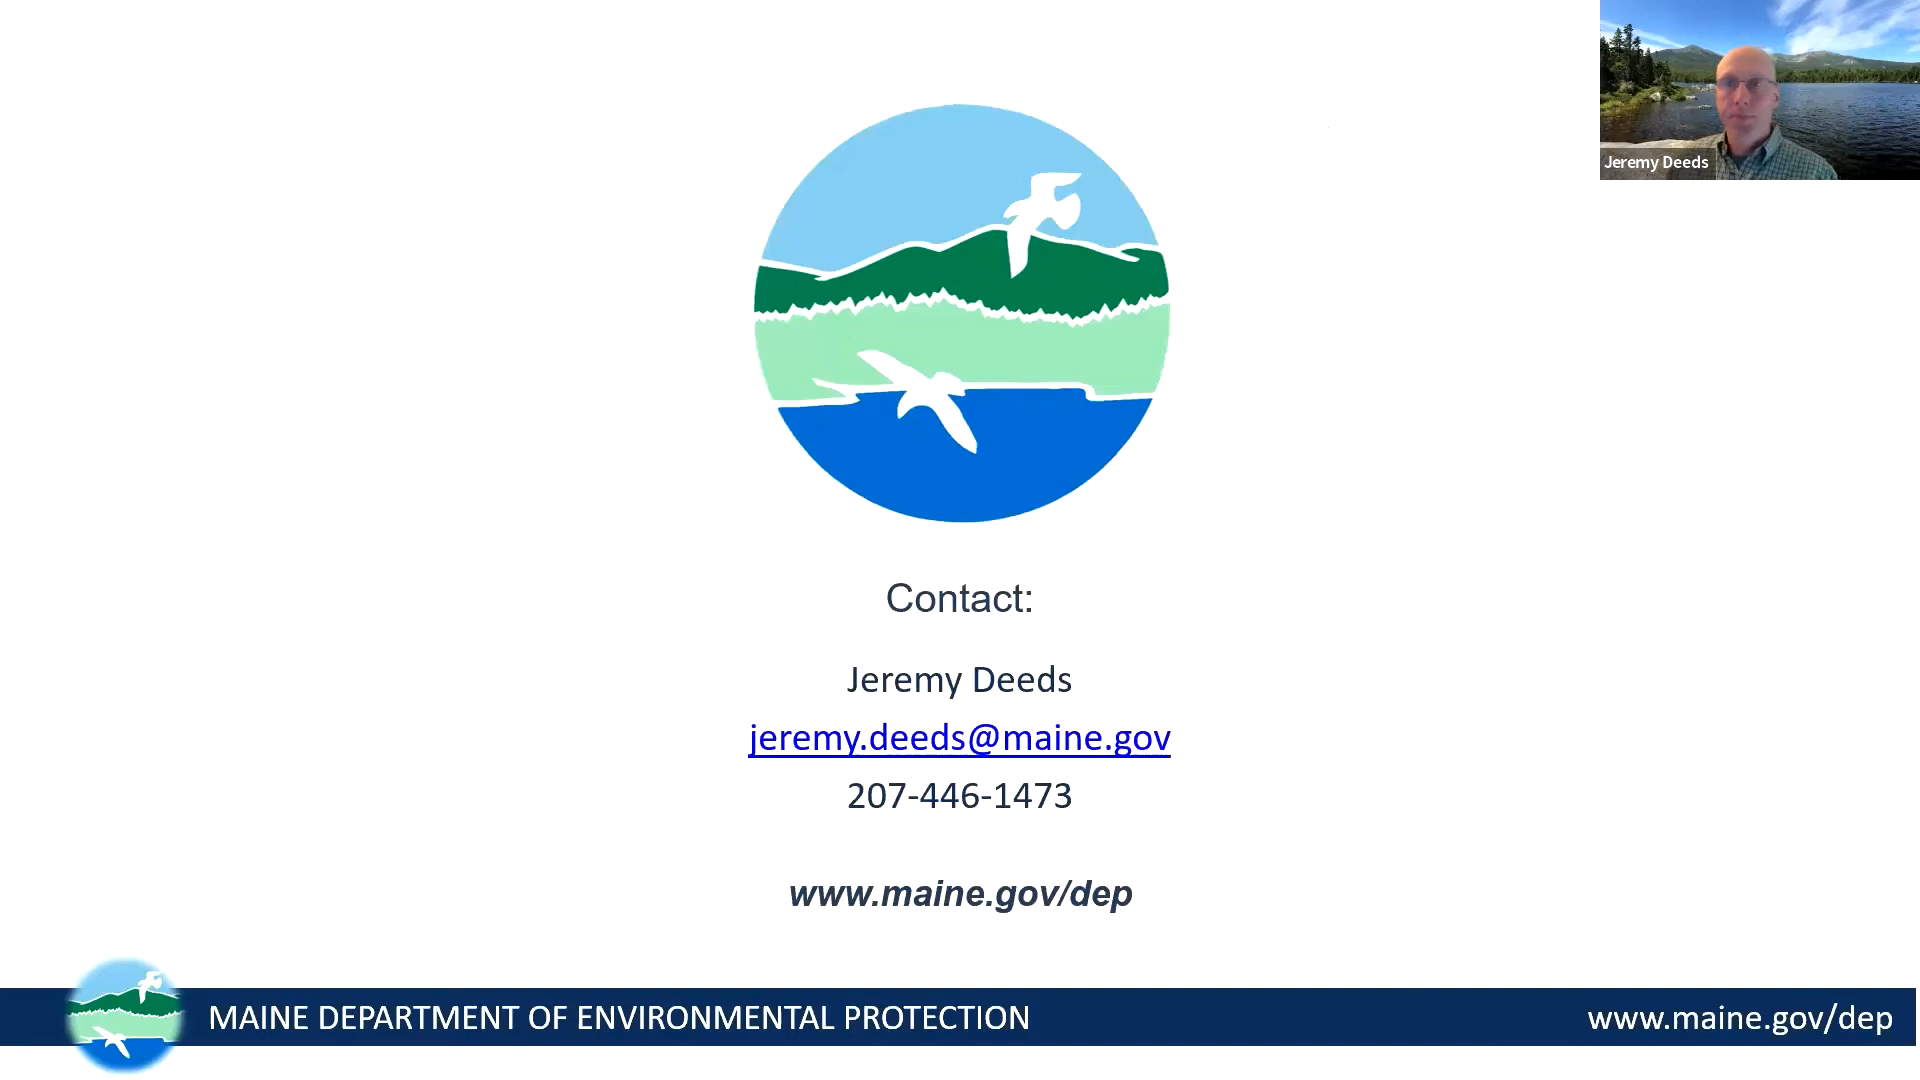 Jeremy Deeds
Contact:
Jeremy Deeds
jeremy.deeds@maine.gov
207-446-1473
www.maine.gov/dep
MAINE DEPARTMENT OF ENVIRONMENTAL PROTECTION
www.maine.gov/dep